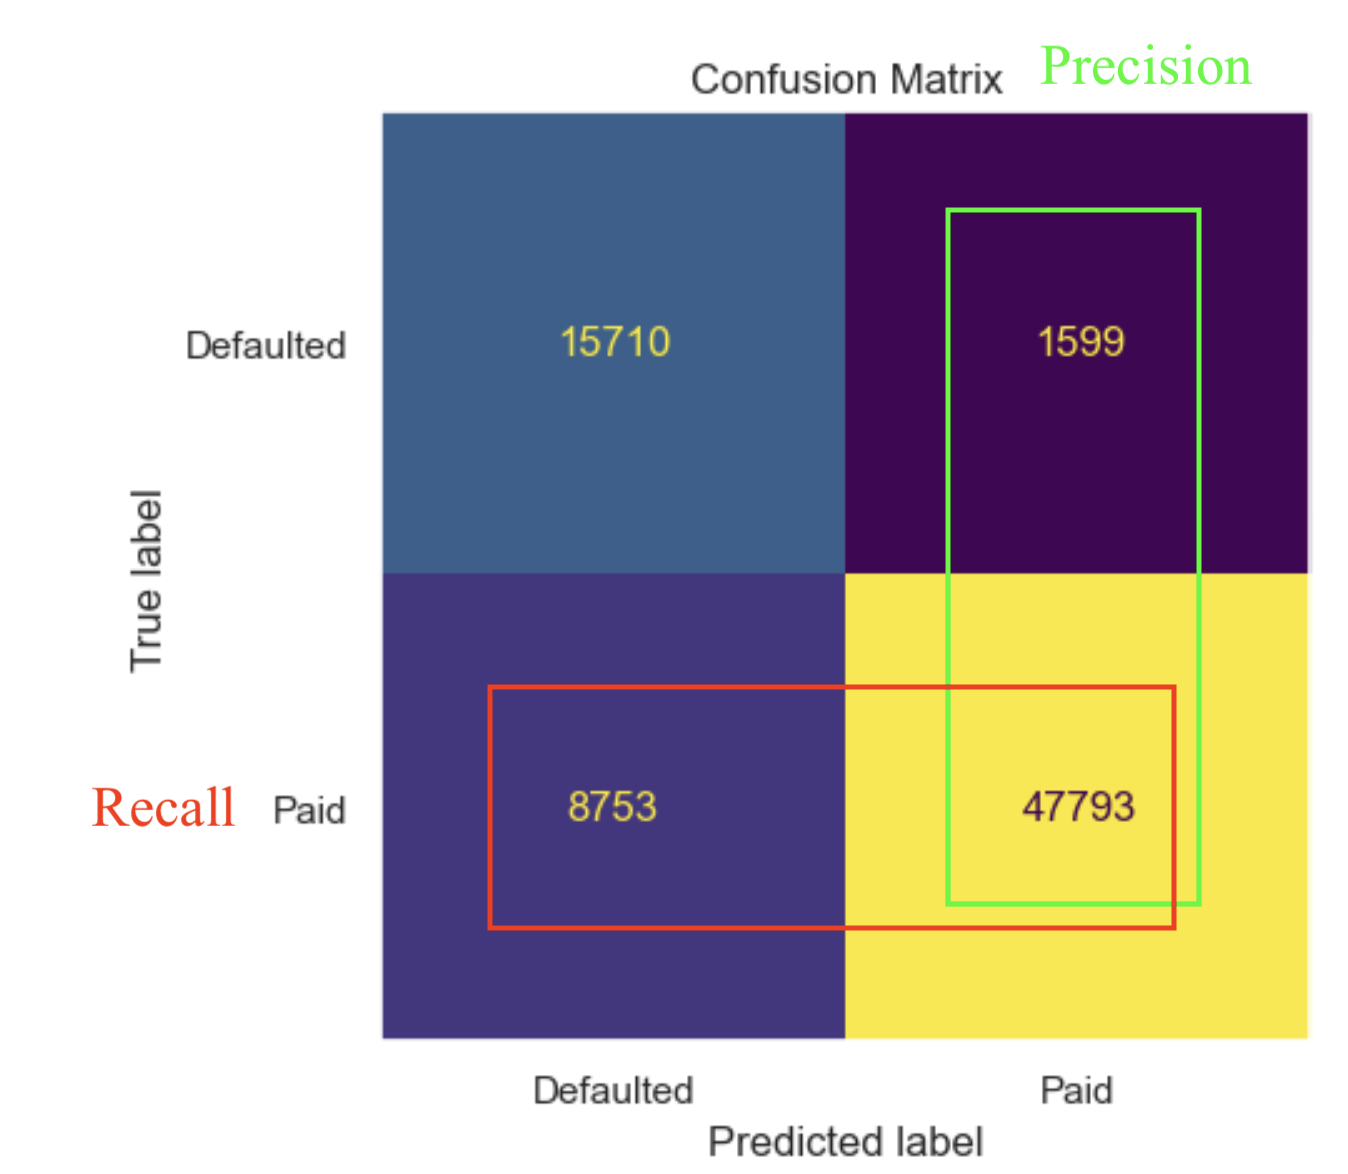 Confusion Matrix
Precision
Defaulted
15710
1599
True label
Recall
Paid
8753
47793
Defaulted
Paid
Predicted label